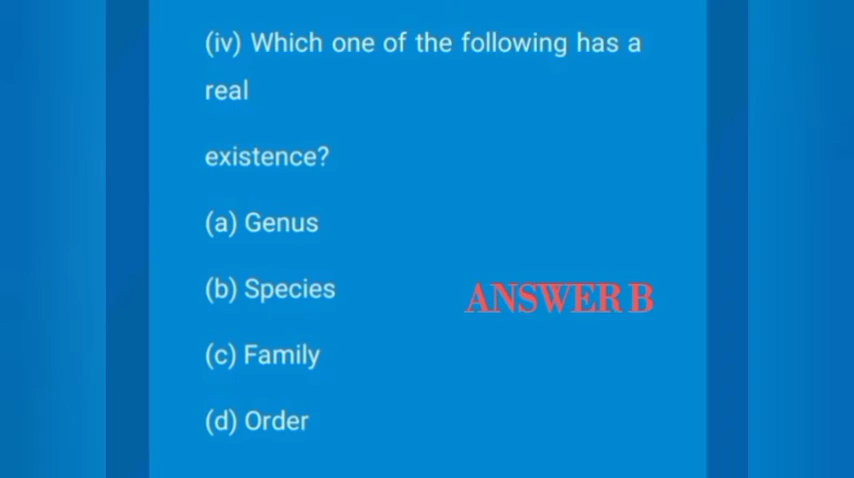 (iv) Which one of the following has a
real
existence?
(a) Genus
(b) Species
ANSWER B
(c) Family
(d) Order